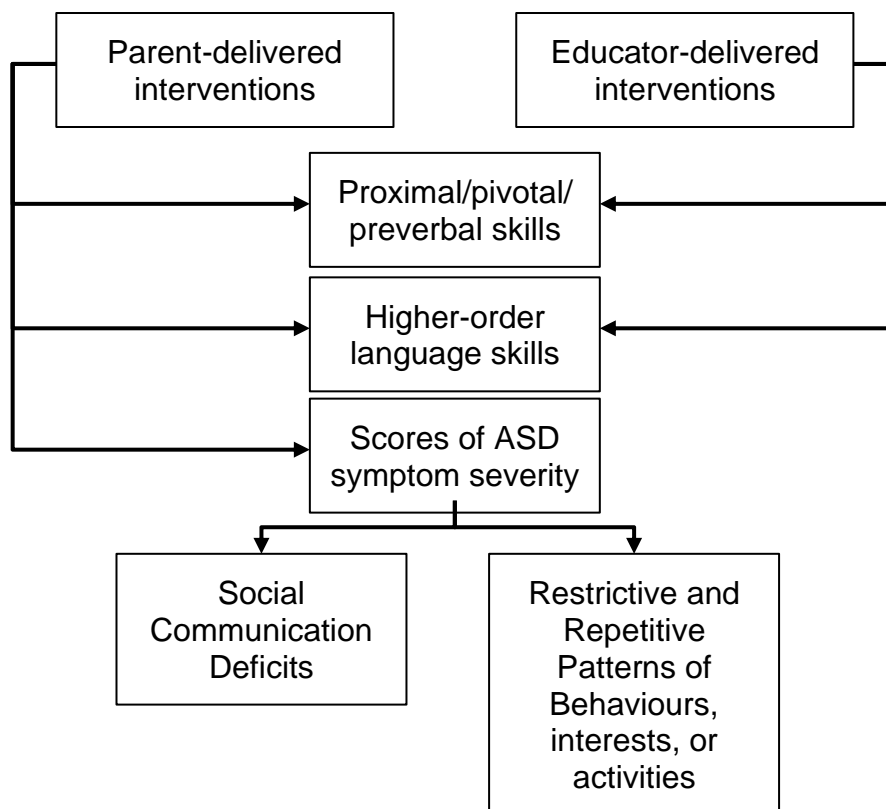 Parent-delivered
interventions
Educator-delivered
interventions
Proximal/pivotal/
preverbal skills
Higher-order
language skills
Scores of ASD
symptom severity
Social
Communication
Deficits
Restrictive and
Repetitive
Patterns of
Behaviours,
interests, or
activities